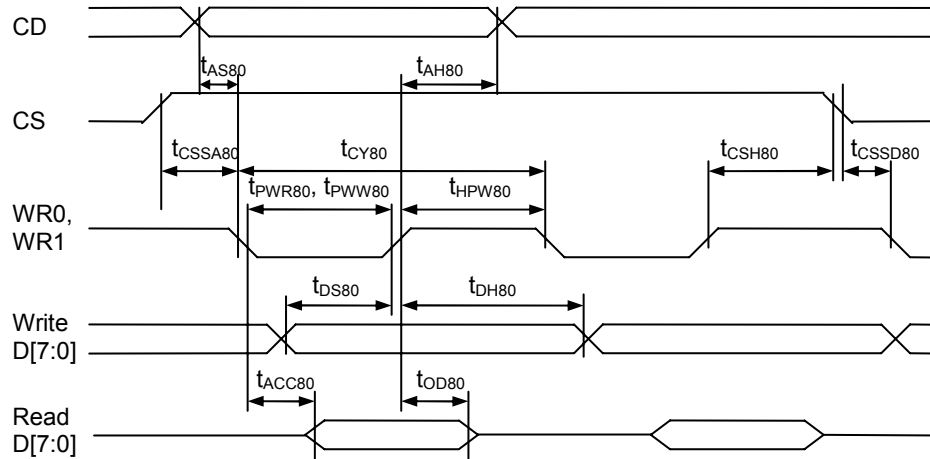 CD
tAS80 tAH80
CS
tCSSA80 tCY80 tCSH80 tCSSD80
tPWR80, tPWW80 tHPW80
WR0,
WR1
tDS80 tDH80
Write
D[7:0]
tACC80 tOD80
Read
D[7:0]